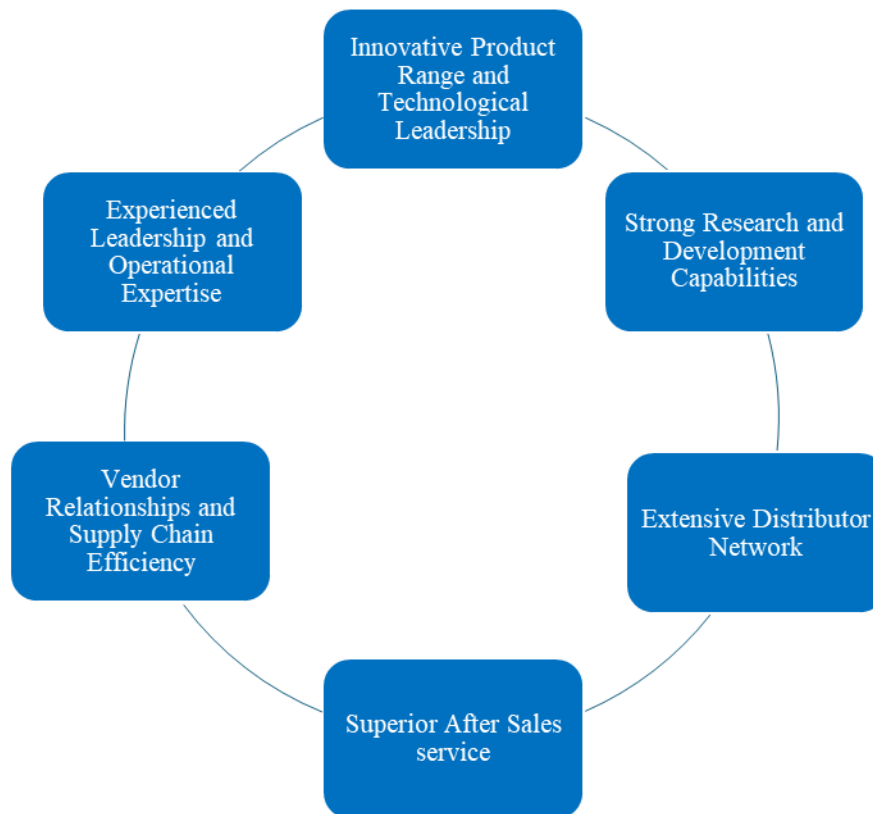 Innovative Product
Range and
Technological
Leadership
Strong Research and
Development
Capabilities
Extensive Distributor
Network
Superior After Sales
service
Vendor
Relationships and
Supply Chain
Efficiency
Experienced
Leadership and
Operational
Expertise